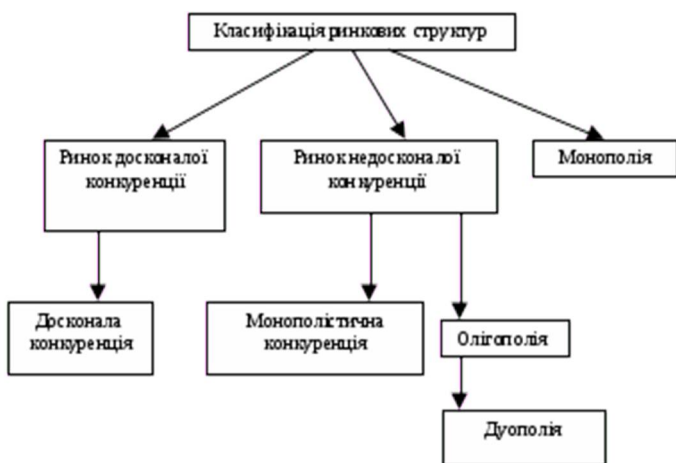 Класифікація ринкових структур
Ринок досконалої
конкуренції
Ринок недосконалої
конкуренції
Монополія
Досконала
конкуренція
Монополістична
конкуренція
Олігополія
Дуополія